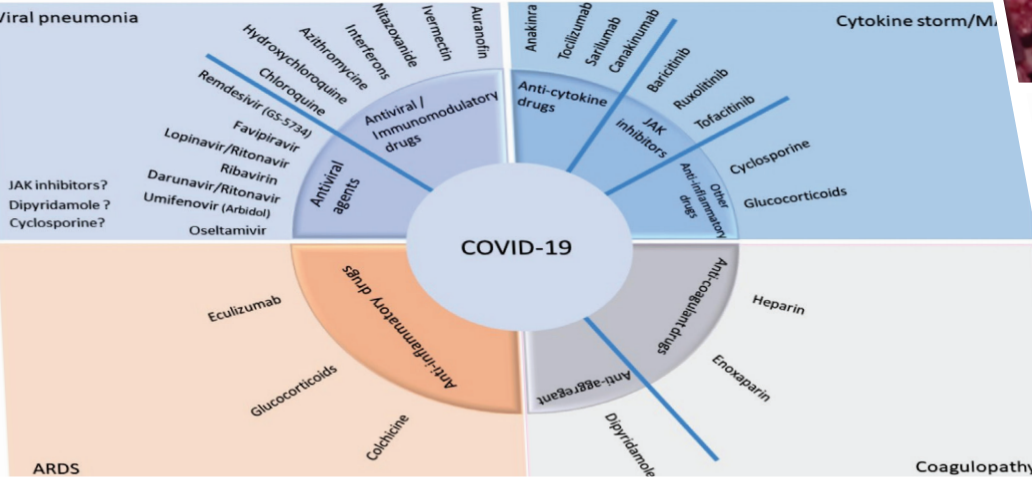 Viral pneumonia
Auranofin
Ivermectin
Nitazoxanide
Interferons
Azithromycine
Hydroxychloroquine
Chloroquine
Remdesivir (GS-5734)
Favipiravir
Lopinavir/Ritonavir
Ribavirin
Darunavir/Ritonavir
Umifenovir (Arbidol)
Oseltamivir
JAK inhibitors?
Dipyridamole ?
Cyclosporine?
Antiviral /
Immunomodulatory
drugs
Antiviral
agents
Cytokine storm/MA
Anakinra
Tocilizumab
Sarilumab
Canakinumab
Baricitinib
Ruxolitinib
Tofacitinib
Cyclosporine
Glucocorticoids
Anti-cytokine
drugs
JAK
inhibitors
Other
Anti-inflammatory
drugs
COVID-19
Anti-inflammatory drugs
Eculizumab
Glucocorticoids
Colchicine
ARDS
Anti-coagulant drugs
Anti-aggregant
Heparin
Enoxaparin
Dipyridamole
Coagulopathy